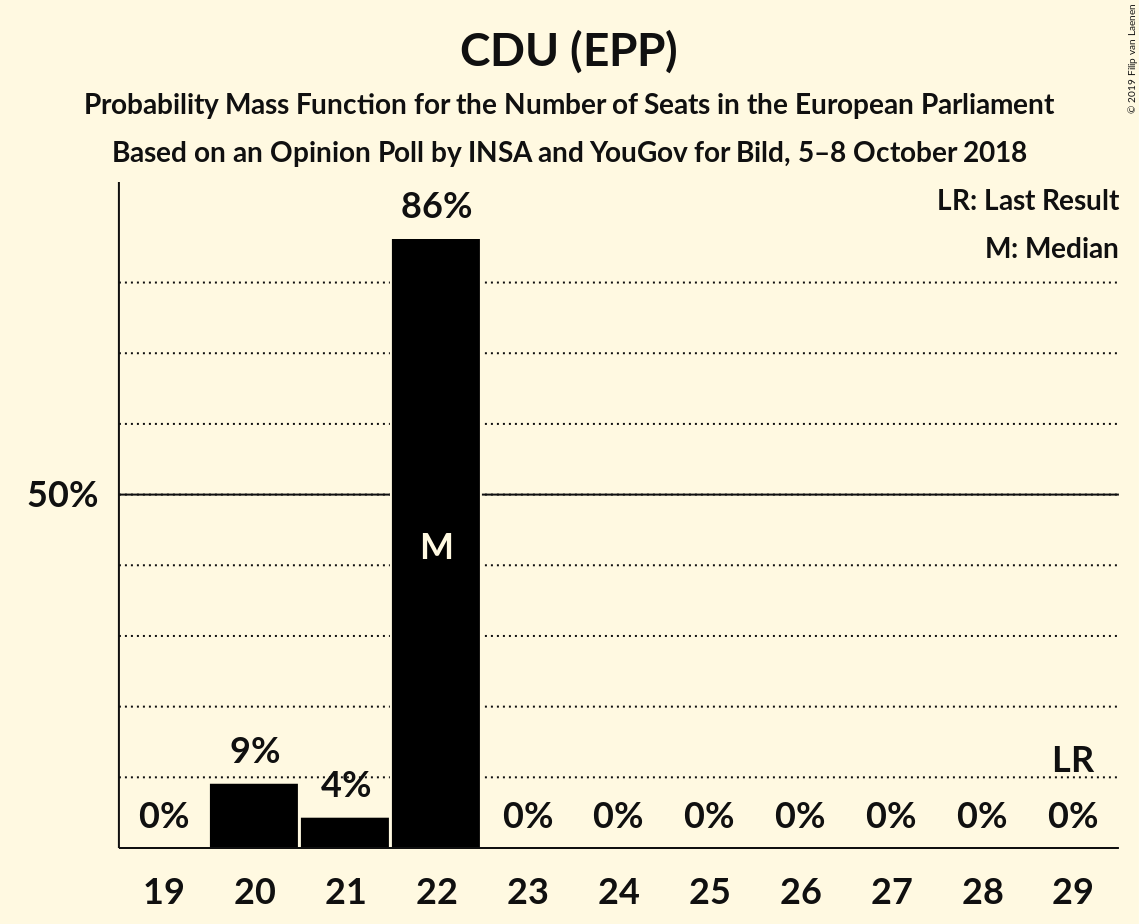 CDU (EPP)
Probability Mass Function for the Number of Seats in the European Parliament
Based on an Opinion Poll by INSA and YouGov for Bild, 5–8 October 2018
© 2019 Filip van Laenen
LR: Last Result
M: Median
86%
50%
M
9%
4%
LR
0%
0%
0%
0%
0%
0%
0%
0%
19 20 21 22 23 24 25 26 27 28 29